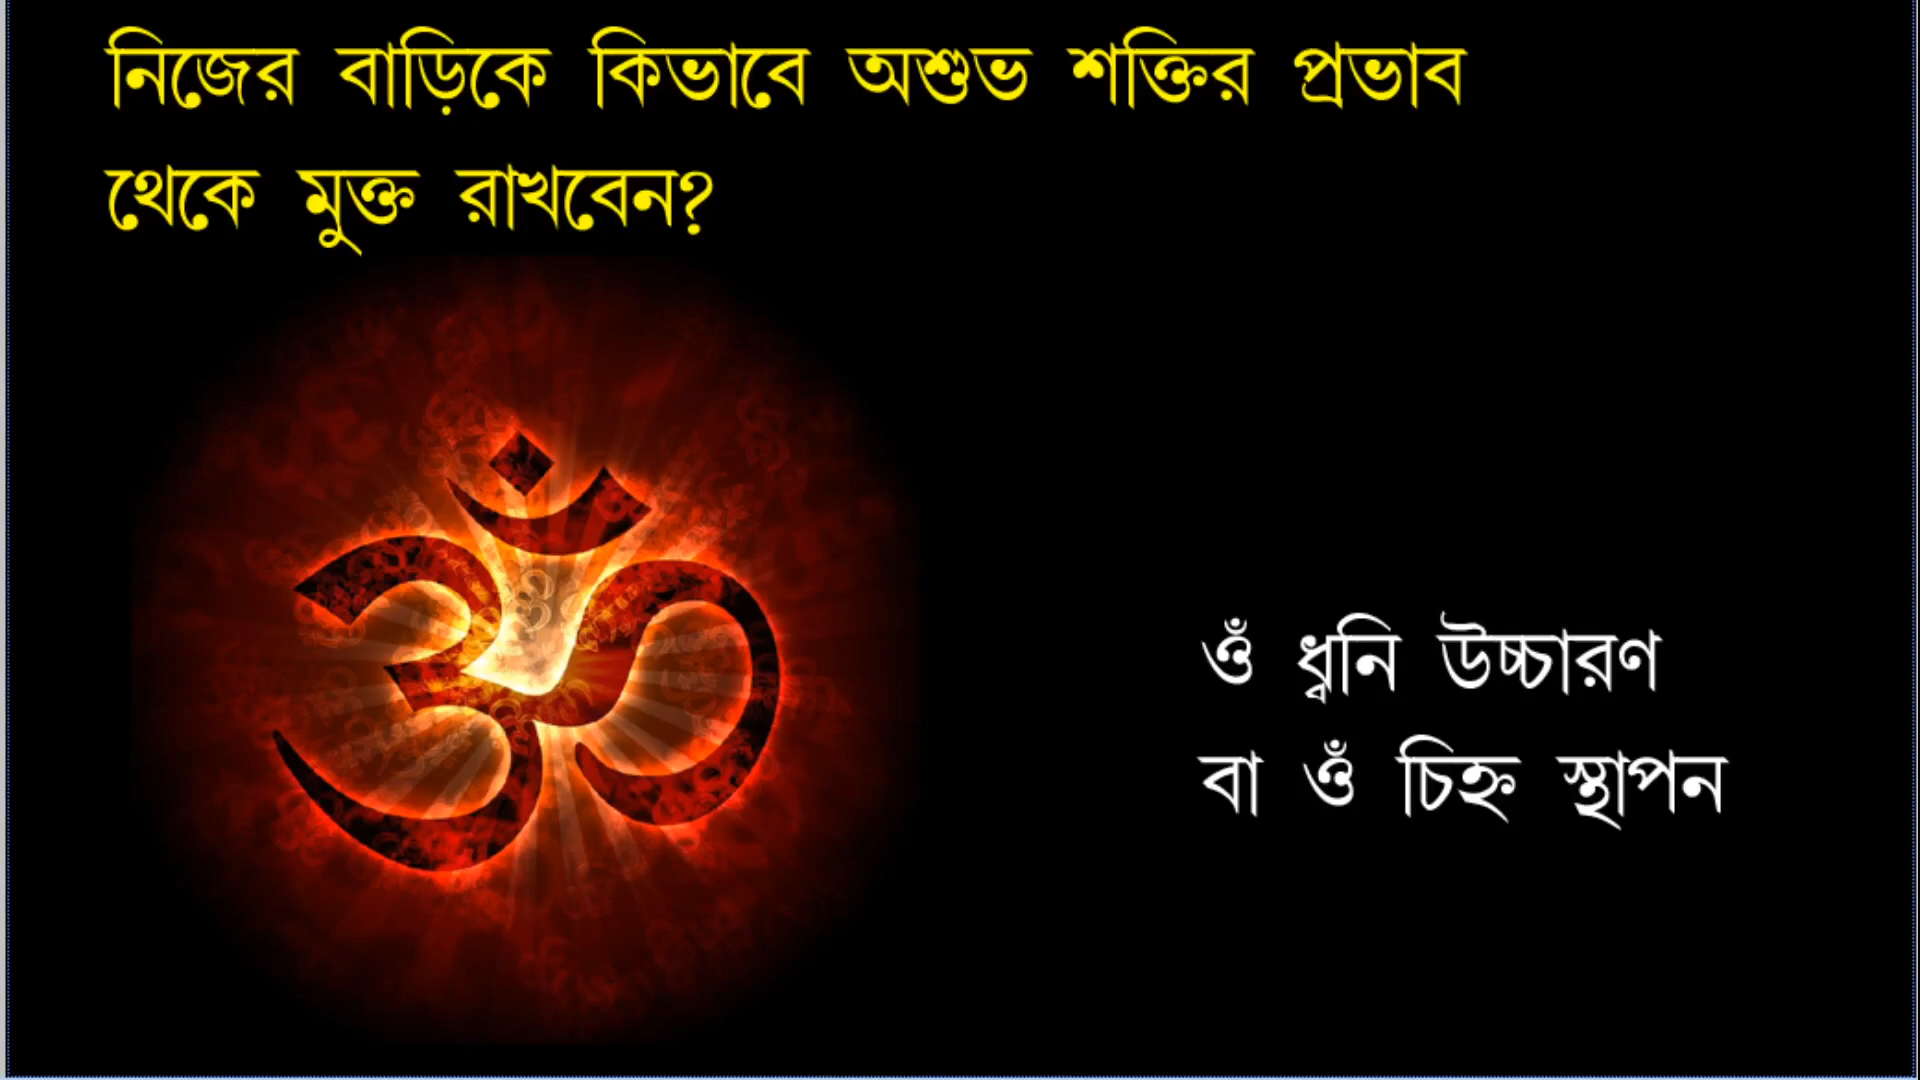 নিজের বাড়িকে কিভাবে অশুভ শক্তির প্রভাব
থেকে মুক্ত রাখবেন?
ওঁ ধ্বনি উচ্চারণ
বা ওঁ চিহ্ন স্থাপন